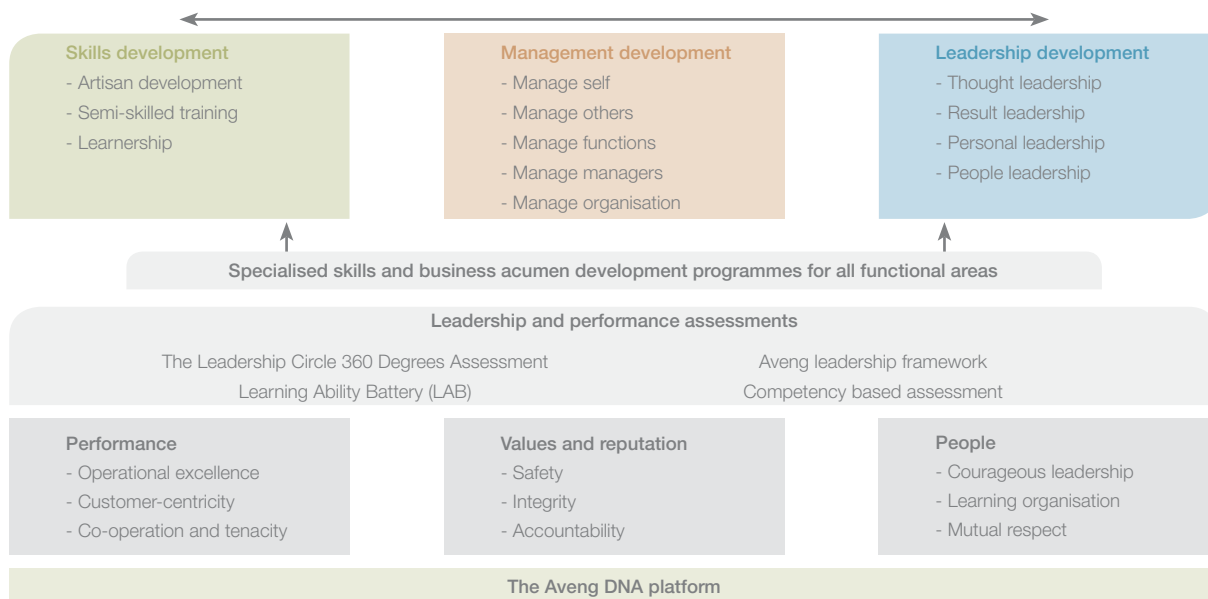 Skills development
- Artisan development
- Semi-skilled training
- Learnership
Management development
- Manage self
- Manage others
- Manage functions
- Manage managers
- Manage organisation
Leadership development
- Thought leadership
- Result leadership
- Personal leadership
- People leadership
Specialised skills and business acumen development programmes for all functional areas
Leadership and performance assessments
The Leadership Circle 360 Degrees Assessment
Learning Ability Battery (LAB)
Aveng leadership framework
Competency based assessment
Performance
- Operational excellence
- Customer-centricity
- Co-operation and tenacity
Values and reputation
- Safety
- Integrity
- Accountability
People
- Courageous leadership
- Learning organisation
- Mutual respect
The Aveng DNA platform